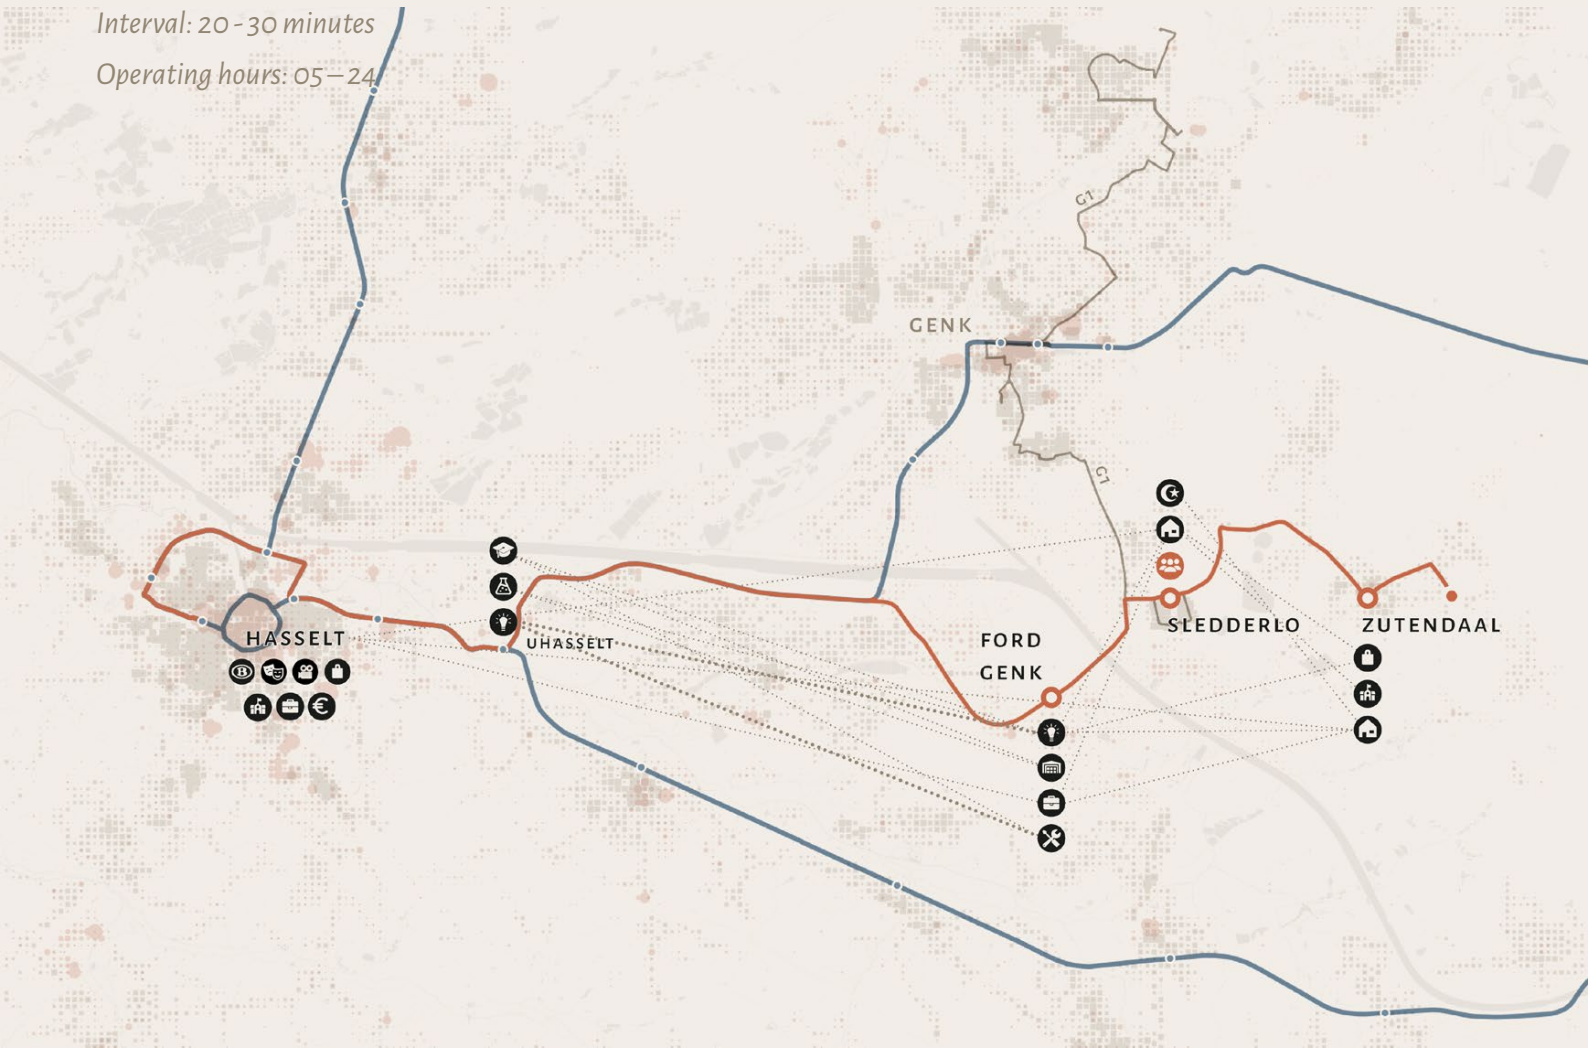 Interval: 20-30 minutes
Operating hours: 05–24
G1
GENK
G1
HASSELT
UHASSELT
FORD
GENK
SLEDDERLO
ZUTENDAAL
B
€